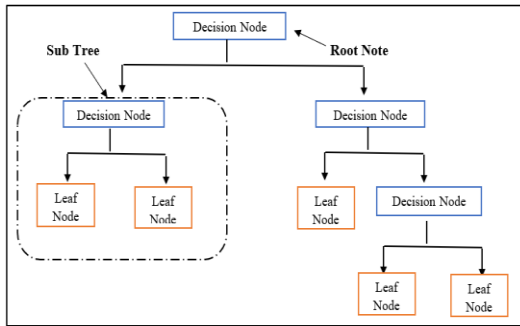 Decision Node
Sub Tree
Root Note
Decision Node
Decision Node
Leaf
Node
Leaf
Node
Leaf
Node
Decision Node
Leaf
Node
Leaf
Node